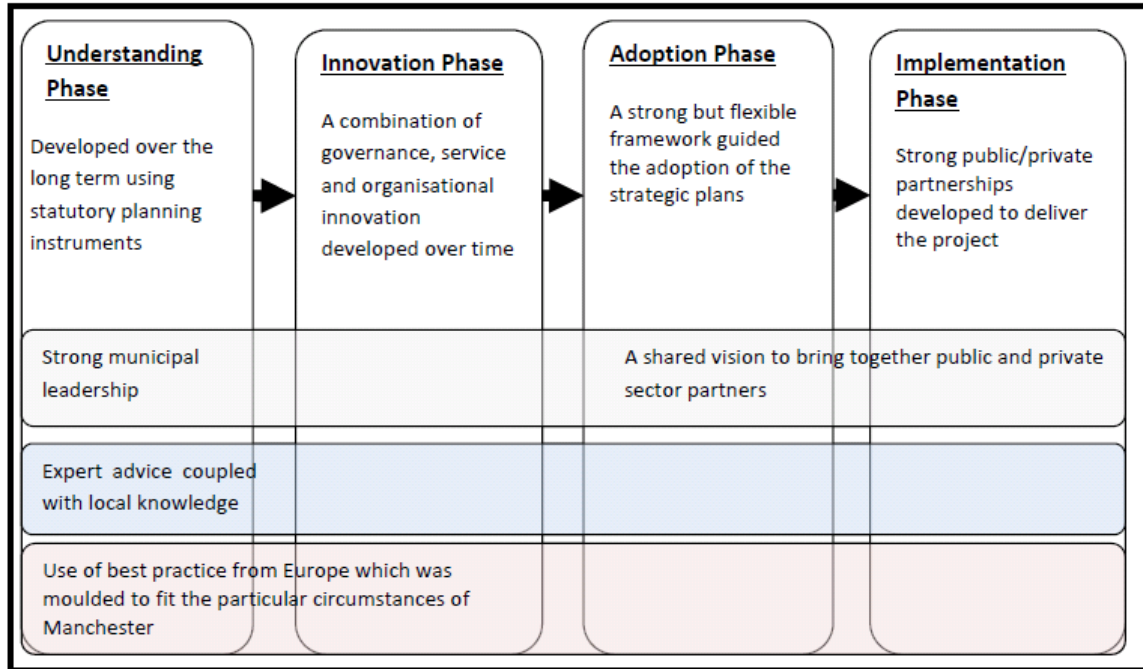 Understanding
Phase
Developed over the
long term using
statutory planning
instruments
Innovation Phase
A combination of
governance, service
and organisational
innovation
developed over time
Adoption Phase
A strong but flexible
framework guided
the adoption of the
strategic plans
Implementation
Phase
Strong public/private
partnerships
developed to deliver
the project
Strong municipal
leadership
A shared vision to bring together public and private
sector partners
Expert advice coupled
with local knowledge
Use of best practice from Europe which was
moulded to fit the particular circumstances of
Manchester